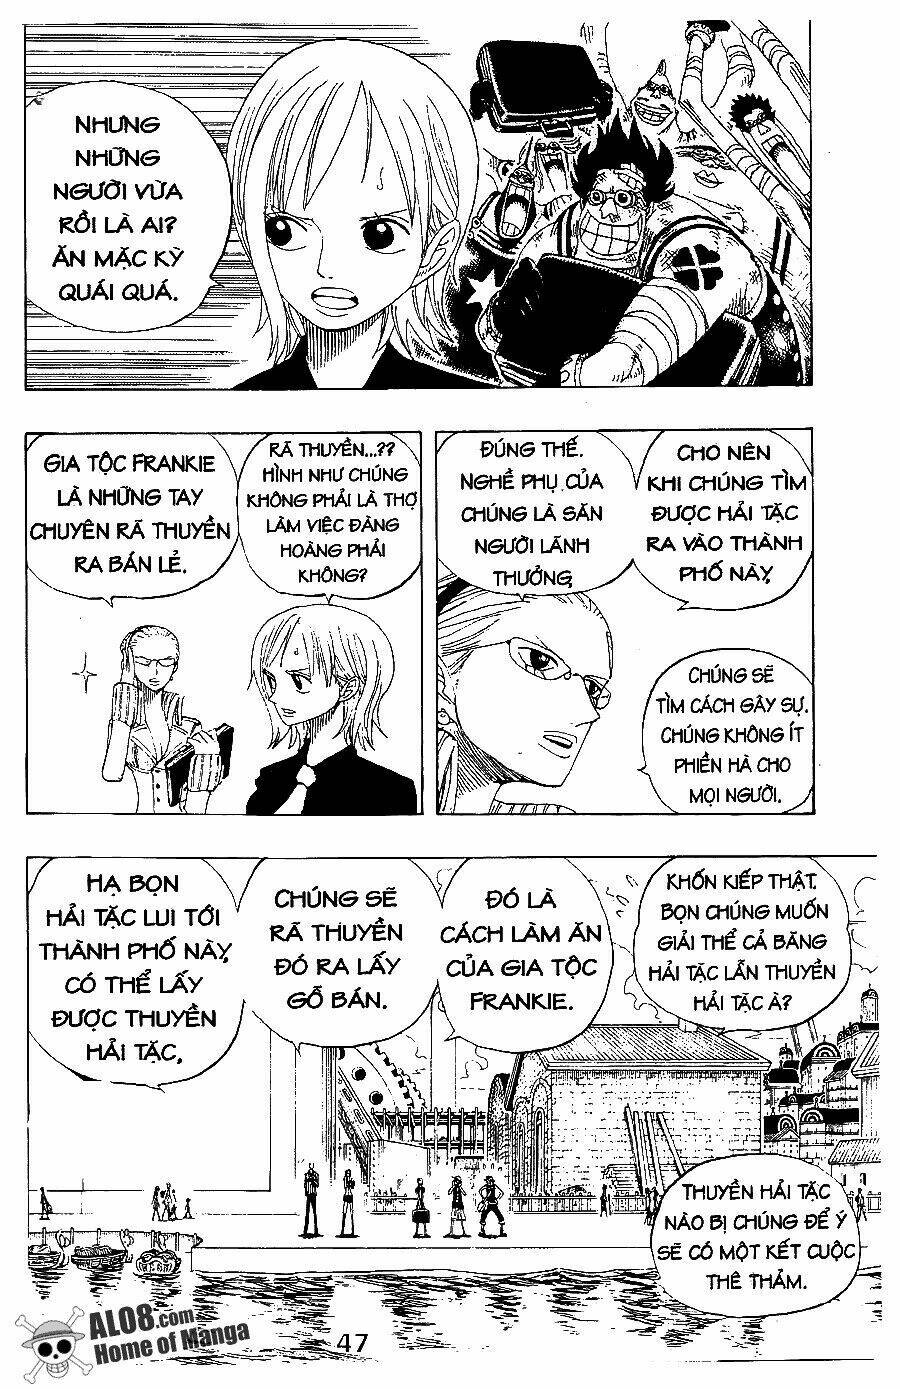 NHƯNG
NHỮNG
NGƯỜI VỪA
RỒI LÀ AI?
ĂN MẶC KỲ
QUÁI QUÁ.
GIA TỘC FRANKIE
LÀ NHỮNG TAY
CHUYÊN RÃ THUYỀN
RA BÁN LẺ.
RÃ THUYỀN...??
HÌNH NHƯ CHÚNG
KHÔNG PHẢI LÀ THỢ
LÀM VIỆC ĐÀNG
HOÀNG PHẢI
KHÔNG?
ĐÚNG THẾ.
NGHỀ PHỤ CỦA
CHÚNG LÀ SĂN
NGƯỜI LÃNH
THƯỞNG,
CHO NÊN
KHI CHÚNG TÌM
ĐƯỢC HẢI TẶC
RA VÀO THÀNH
PHỐ NÀY,
CHÚNG SẼ
TÌM CÁCH GÂY SỰ.
CHÚNG KHÔNG ÍT
PHIỀN HÀ CHO
MỌI NGƯỜI.
HẠ BỌN
HẢI TẶC LUI TỚI
THÀNH PHỐ NÀY,
CÓ THỂ LẤY
ĐƯỢC THUYỀN
HẢI TẶC,
CHÚNG SẼ
RÃ THUYỀN
ĐÓ RA LẤY
GỖ BÁN.
ĐÓ LÀ
CÁCH LÀM ĂN
CỦA GIA TỘC
FRANKIE.
KHỐN KIẾP THẬT.
BỌN CHÚNG MUỐN
GIẢI THỂ CẢ BĂNG
HẢI TẶC LẪN THUYỀN
HẢI TẶC À?
THUYỀN HẢI TẶC
NÀO BỊ CHÚNG ĐỂ Ý
SẼ CÓ MỘT KẾT CUỘC
THÊ THẢM.
AL08.com
Home of Manga
47